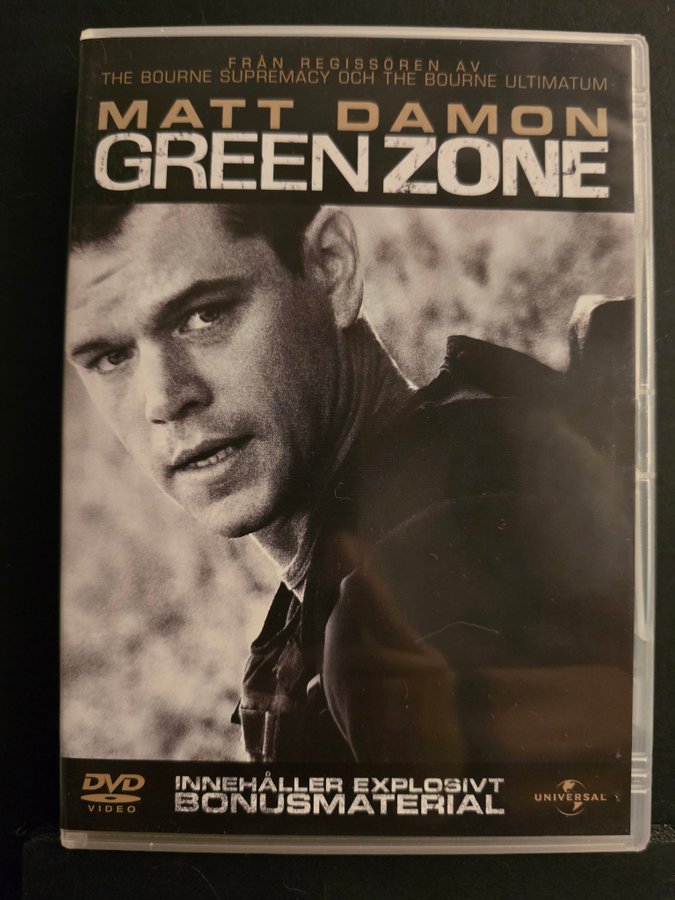 FRÅN REGISSÖREN AV
THE BOURNE SUPREMACY OCH THE BOURNE ULTIMATUM
MATT DAMON
GREEN ZONE
DVD
VIDEO
INNEHÅLLER EXPLOSIVT
BONUSMATERIAL
UNIVERSAL